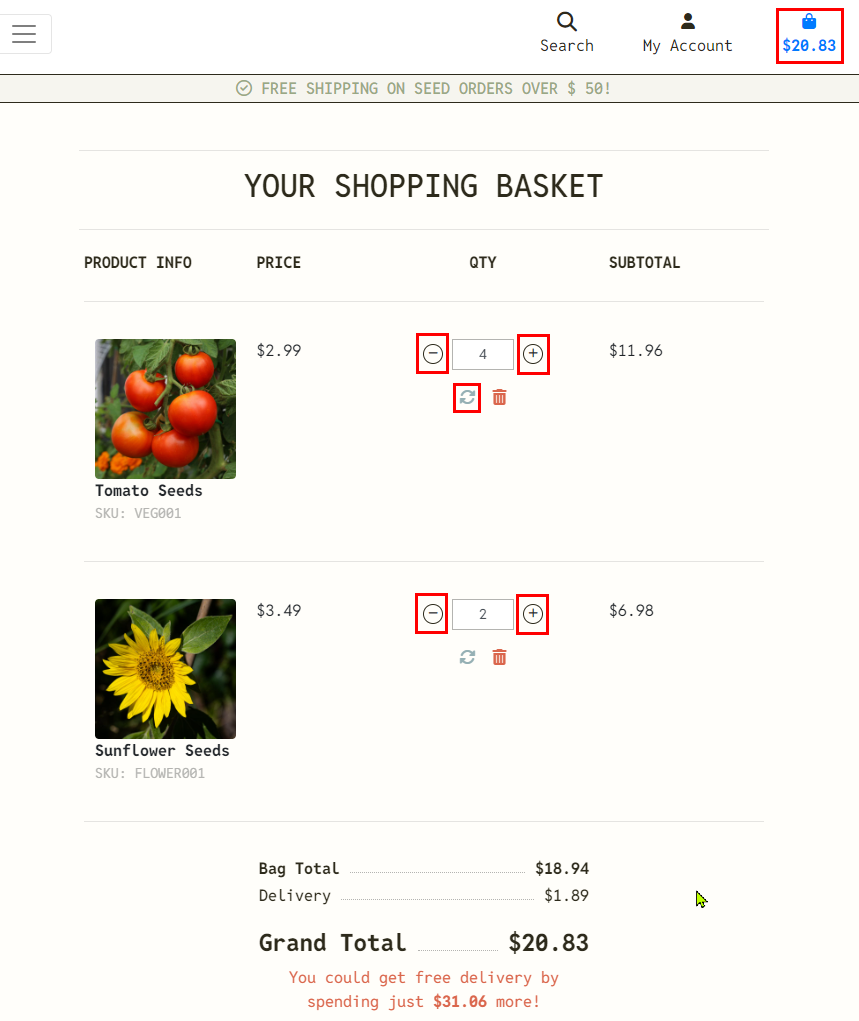 Search
My Account
$20.83
FREE SHIPPING ON SEED ORDERS OVER $ 50!
YOUR SHOPPING BASKET
PRODUCT INFO PRICE QTY SUBTOTAL
$2.99 4 $11.96
Tomato Seeds
SKU: VEG001
$3.49 2 $6.98
Sunflower Seeds
SKU: FLOWER001
Bag Total $18.94
Delivery $1.89
Grand Total $20.83
You could get free delivery by
spending just $31.06 more!